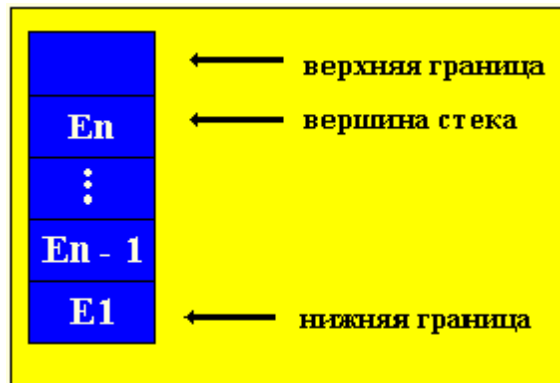 верхняя граница
En
вершина стека
En - 1
E1
нижняя граница